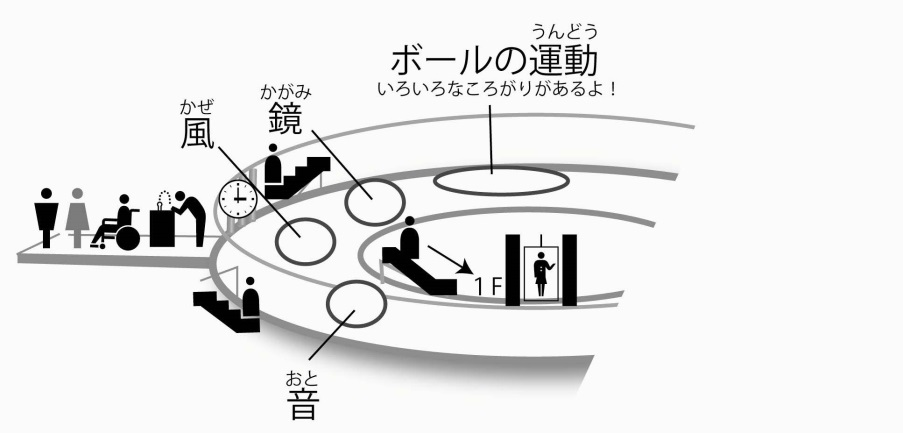 うんどう
ボールの運動
いろいろなころがりがあるよ！
かがみ
鏡
かぜ
風
1F
おと
音